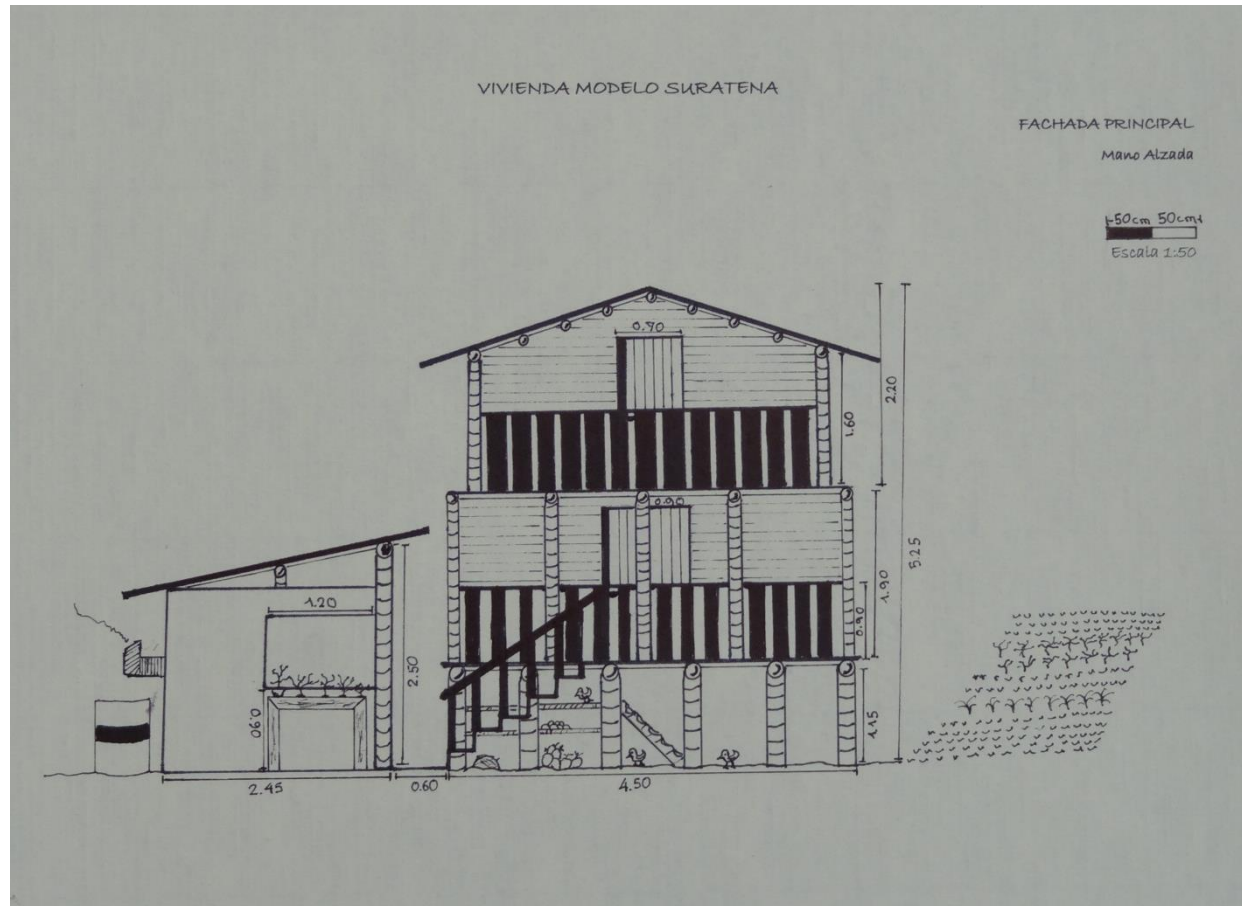 VIVIENDA MODELO SURATENA
FACHADA PRINCIPAL
Mano Alzada
50cm 50cm
Escala 1:50
0.70
2.20
1.60
0.90
1.90
5.25
1.20
0.90
2.50
0.90
1.15
2.45
0.60
4.50